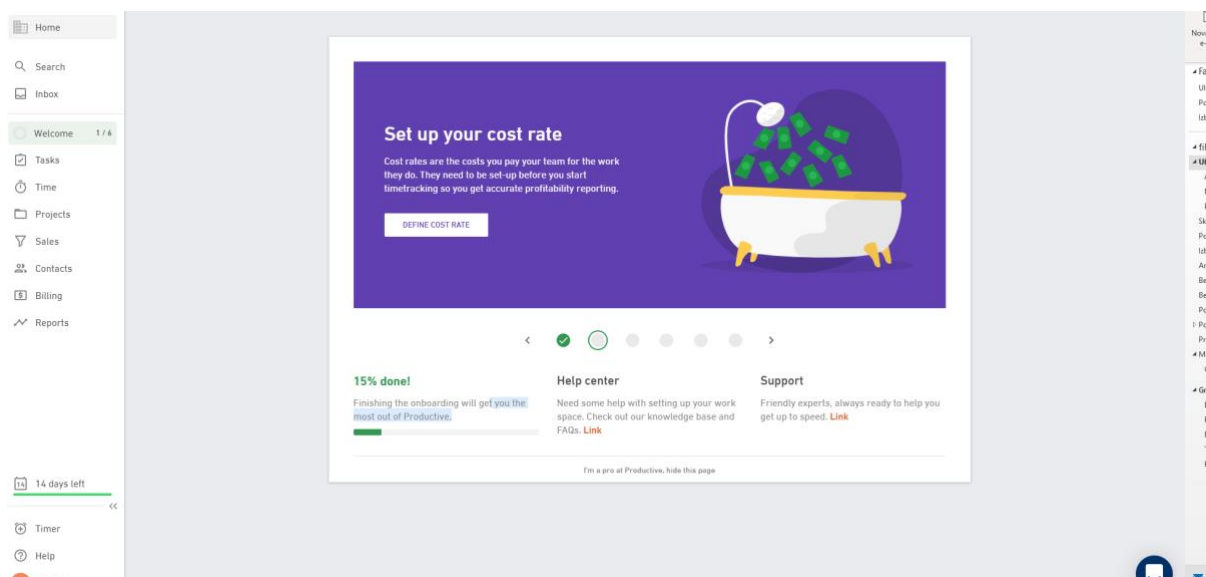 Home
Search
Inbox
Welcome 1 / 6
Tasks
Time
Projects
Sales
Contacts
Billing
Reports
14 14 days left
Timer
Help
Set up your cost rate
Cost rates are the costs you pay your team for the work
they do. They need to be set-up before you start
timetracking so you get accurate profitability reporting.
DEFINE COST RATE
15% done!
Finishing the onboarding will get you the
most out of Productive.
Help center
Need some help with setting up your work
space. Check out our knowledge base and
FAQs. Link
Support
Friendly experts, always ready to help you
get up to speed. Link
I'm a pro at Productive, hide this page